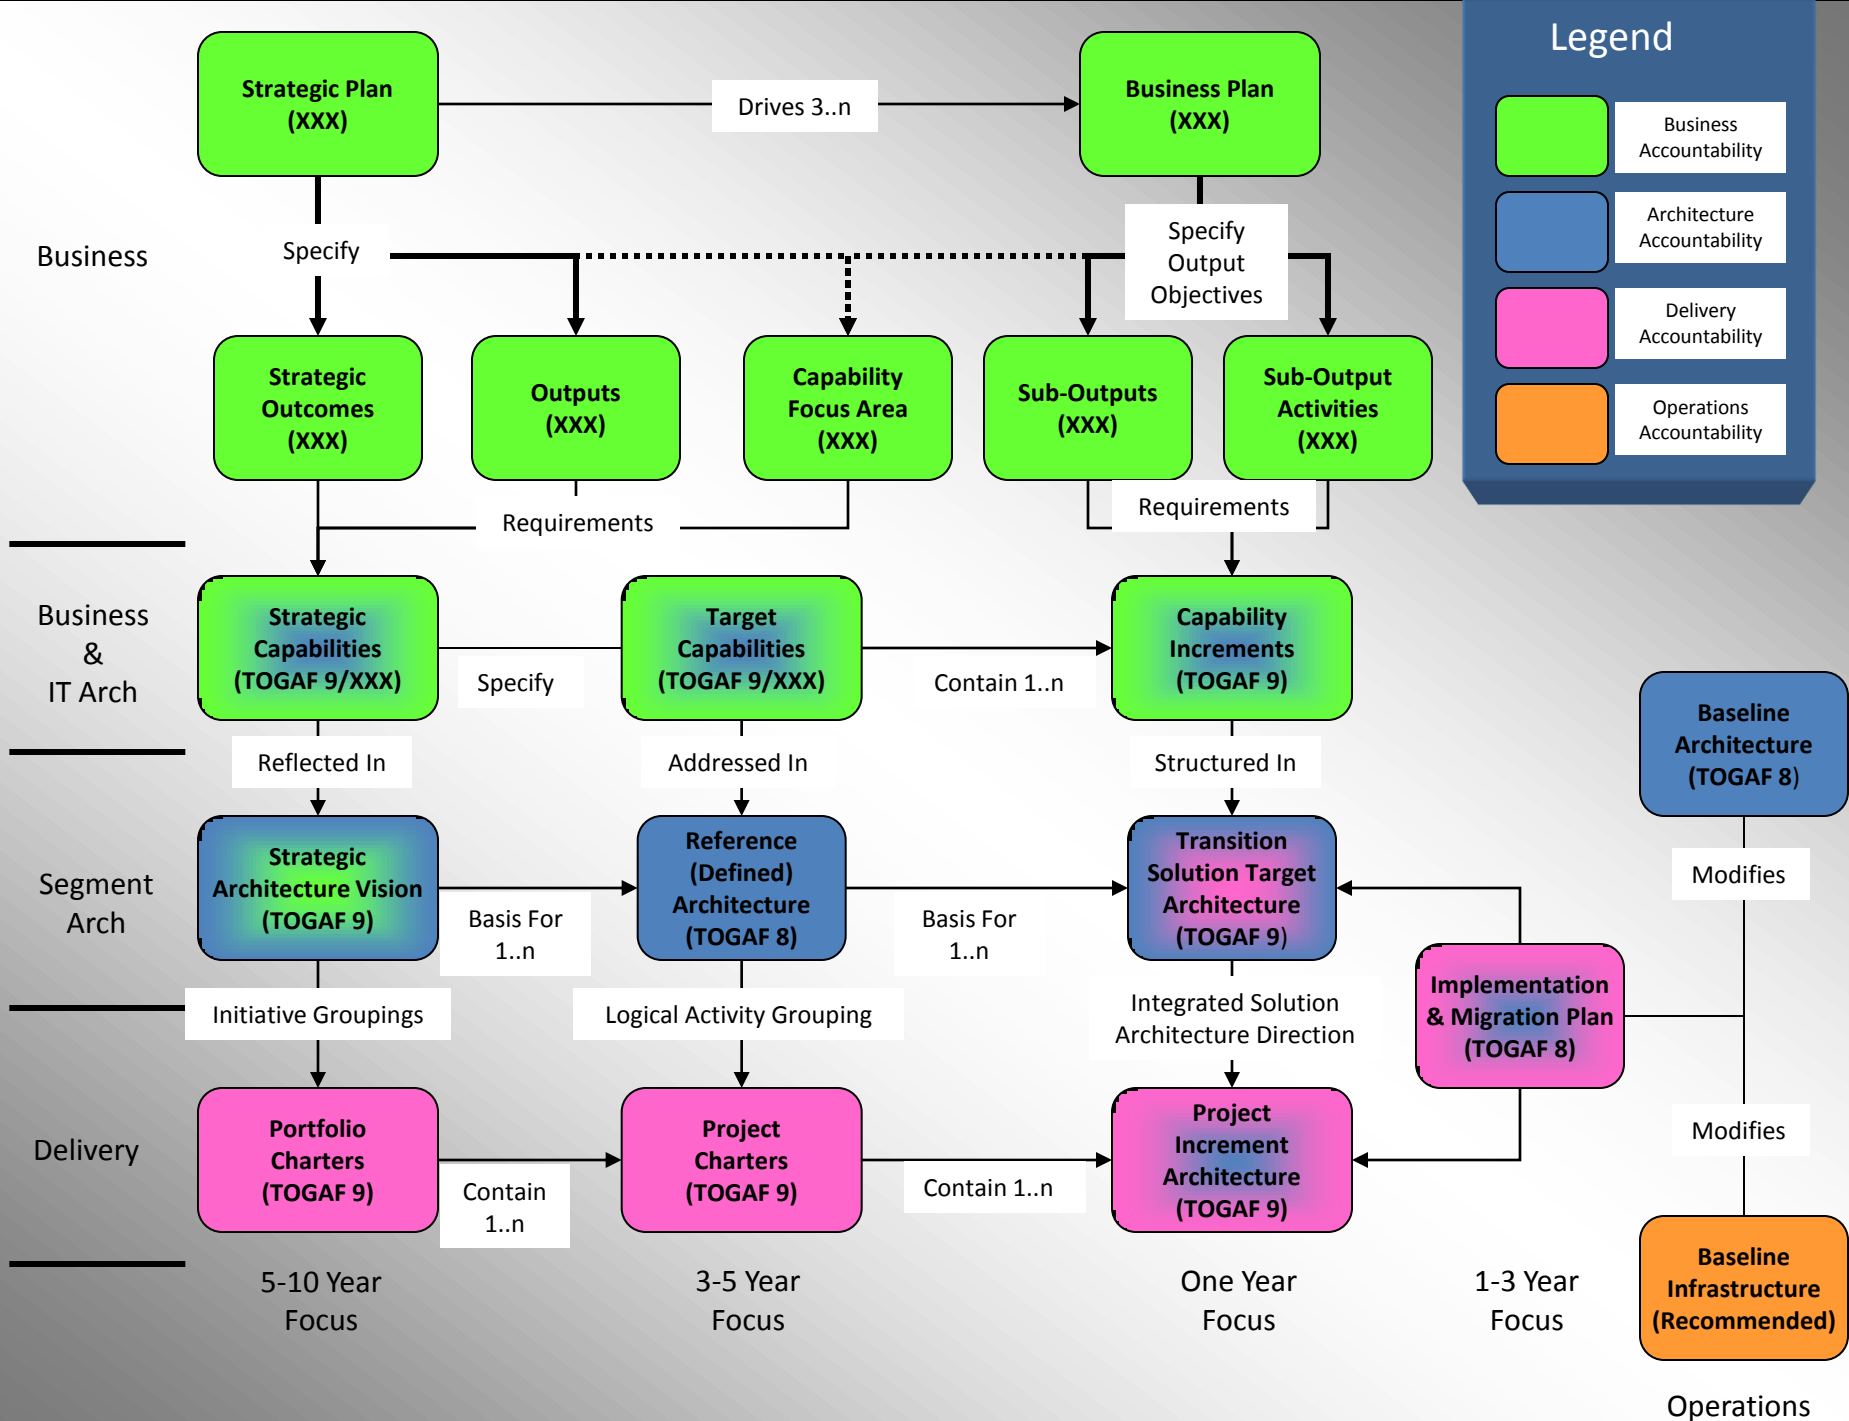 Legend
Strategic Plan
(XXX)
Drives 3..n
Business Plan
(XXX)
Business
Accountability
Architecture
Accountability
Delivery
Accountability
Operations
Accountability
Business
Specify
Specify
Output
Objectives
Strategic
Outcomes
(XXX)
Outputs
(XXX)
Capability
Focus Area
(XXX)
Sub-Outputs
(XXX)
Sub-Output
Activities
(XXX)
Requirements
Requirements
Business
&
IT Arch
Strategic
Capabilities
(TOGAF 9/XXX)
Specify
Target
Capabilities
(TOGAF 9/XXX)
Contain 1..n
Capability
Increments
(TOGAF 9)
Baseline
Architecture
(TOGAF 8)
Reflected In
Addressed In
Structured In
Segment
Arch
Strategic
Architecture Vision
(TOGAF 9)
Basis For
1..n
Reference
(Defined)
Architecture
(TOGAF 8)
Basis For
1..n
Transition
Solution Target
Architecture
(TOGAF 9)
Modifies
Implementation
& Migration Plan
(TOGAF 8)
Initiative Groupings
Logical Activity Grouping
Integrated Solution
Architecture Direction
Delivery
Portfolio
Charters
(TOGAF 9)
Contain
1..n
Project
Charters
(TOGAF 9)
Contain 1..n
Project
Increment
Architecture
(TOGAF 9)
Modifies
Baseline
Infrastructure
(Recommended)
5-10 Year
Focus
3-5 Year
Focus
One Year
Focus
1-3 Year
Focus
Operations